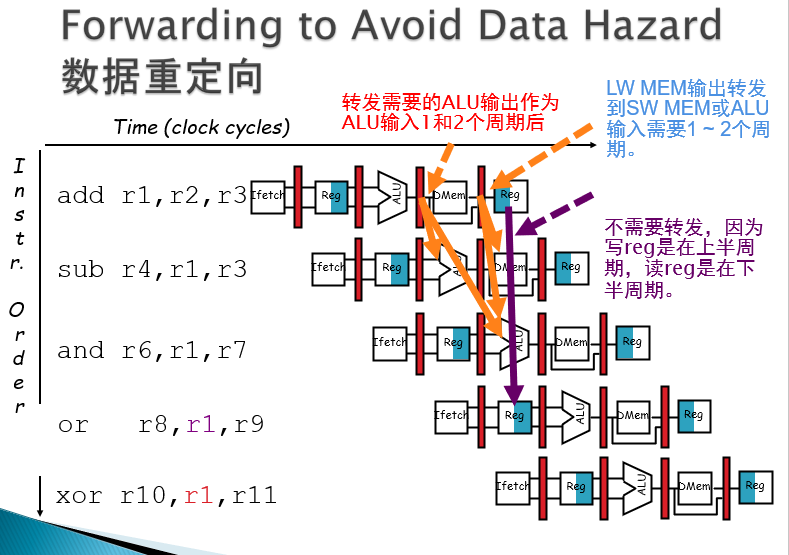 Forwarding to Avoid Data Hazard
数据重定向
转发需要的ALU输出作为
ALU输入1和2个周期后
LW MEM输出转发
到SW MEM或ALU
输入需要1 ~ 2个周
期。
Time (clock cycles)
Instr. Order
add r1,r2,r3
Ifetch Reg ALU DMem Reg
不需要转发，因为
写reg是在上半周
期，读reg是在下
半周期。
sub r4,r1,r3
Ifetch Reg ALU DMem Reg
and r6,r1,r7
Ifetch Reg ALU DMem Reg
or r8,r1,r9
Ifetch Reg ALU DMem Reg
xor r10,r1,r11
Ifetch Reg ALU DMem Reg